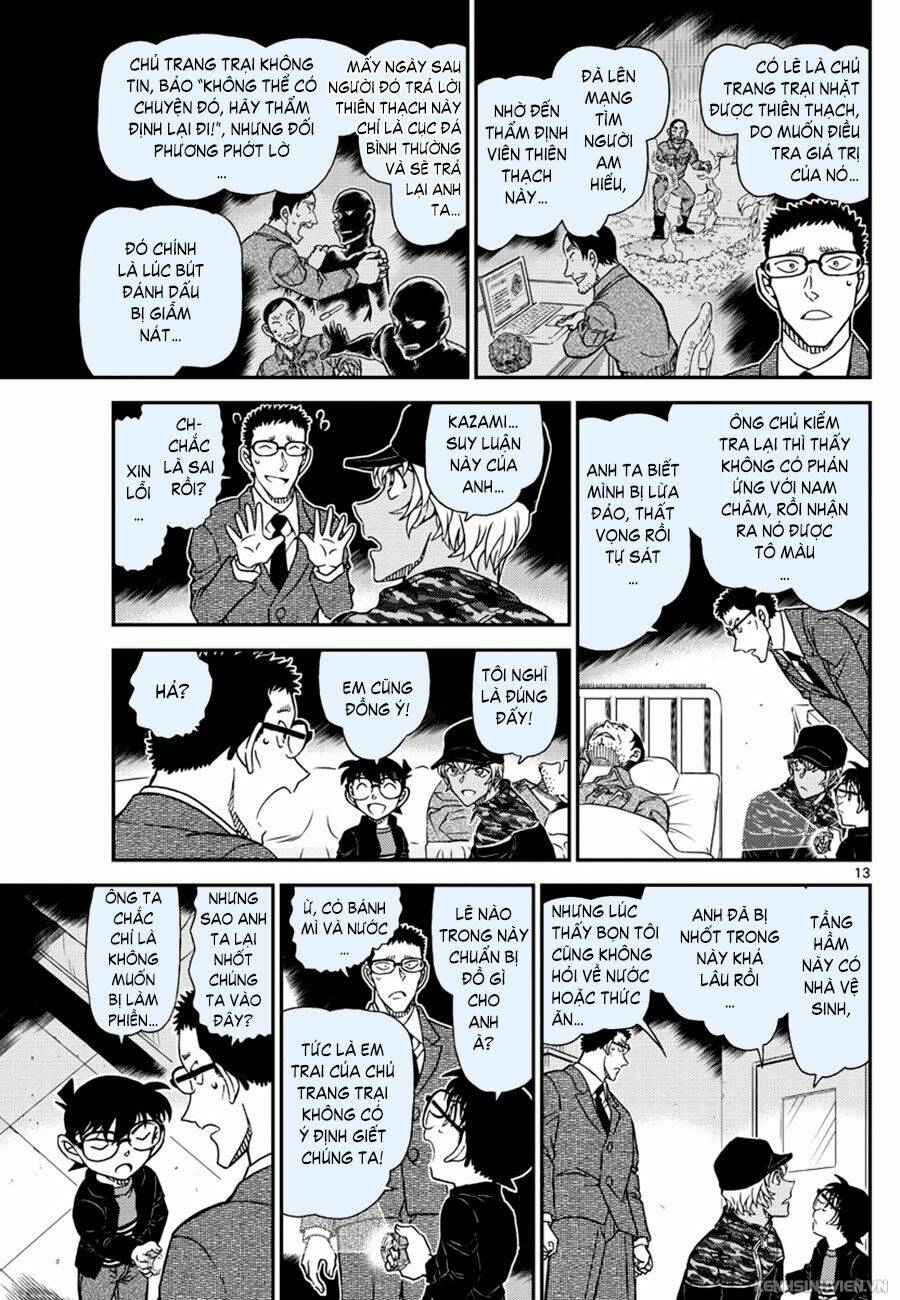 CÓ LẼ LÀ CHỦ
TRANG TRẠI NHẶT
ĐƯỢC THIÊN THẠCH,
DO MUỐN ĐIỀU
TRA GIÁ TRỊ
CỦA NÓ...
ĐÃ LÊN
MẠNG
TÌM
NGƯỜI
AM
HIỂU,
NHỜ ĐẾN
THẨM ĐỊNH
VIÊN THIÊN
THẠCH
NÀY...
MẤY NGÀY SAU
NGƯỜI ĐÓ TRẢ LỜI
THIÊN THẠCH NÀY
CHỈ LÀ CỤC ĐÁ
BÌNH THƯỜNG
VÀ SẼ TRẢ
LẠI ANH
TA...
CHỦ TRANG TRẠI KHÔNG
TIN, BẢO “KHÔNG THỂ CÓ
CHUYỆN ĐÓ, HÃY THẨM
ĐỊNH LẠI ĐI!”, NHƯNG ĐỐI
PHƯƠNG PHỚT LỜ
...
ĐÓ CHÍNH
LÀ LÚC BÚT
ĐÁNH DẤU
BỊ GIẪM
NÁT...
ÔNG CHỦ KIỂM
TRA LẠI THÌ THẤY
KHÔNG CÓ PHẢN
ỨNG VỚI NAM
CHÂM, RỒI NHẬN
RA NÓ ĐƯỢC
TÔ MÀU
...
ANH TA BIẾT
MÌNH BỊ LỪA
ĐẢO, THẤT
VỌNG RỒI
TỰ SÁT
...
KAZAMI...
SUY LUẬN
NÀY CỦA
ANH...
CH-
CHẮC
LÀ SAI
RỒI?
XIN
LỖI
...
TÔI NGHĨ
LÀ ĐÚNG
ĐẤY!
EM CŨNG
ĐỒNG Ý!
HẢ?
13
TẦNG
HẦM
NÀY CÓ
NHÀ VỆ
SINH,
ANH ĐÃ BỊ
NHỐT TRONG
NÀY KHÁ
LÂU RỒI
...
NHƯNG LÚC
THẤY BỌN TÔI
CŨNG KHÔNG
HỎI VỀ NƯỚC
HOẶC THỨC
ĂN...
LẼ NÀO
TRONG NÀY
CHUẨN BỊ
ĐỒ GÌ
CHO
ANH
À?
Ừ, CÓ BÁNH
MÌ VÀ NƯỚC
...
TỨC LÀ EM
TRAI CỦA CHỦ
TRANG TRẠI
KHÔNG CÓ
Ý ĐỊNH GIẾT
CHÚNG TA!
NHƯNG
SAO ANH
TA LẠI
NHỐT
CHÚNG
TA VÀO
ĐÂY?
ÔNG TA
CHẮC
CHỈ LÀ
KHÔNG
MUỐN
BỊ LÀM
PHIỀN...
KENHSINHVIEN.VN